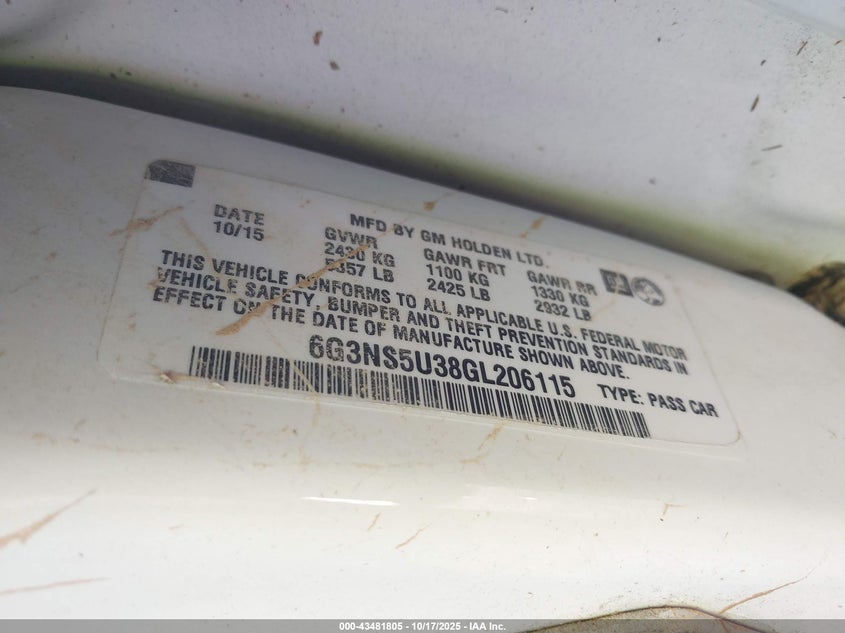 MFD BY GM HOLDEN LTD.
DATE GVWR GAWR FRT GAWR RR
10/15 2430 KG 1100 KG 1330 KG
5357 LB 2425 LB 2932 LB
THIS VEHICLE CONFORMS TO ALL APPLICABLE U.S. FEDERAL MOTOR
VEHICLE SAFETY, BUMPER AND THEFT PREVENTION STANDARDS IN
EFFECT ON THE DATE OF MANUFACTURE SHOWN ABOVE.
6G3NS5U38GL206115 TYPE: PASS CAR
000-43481805 - 10/17/2025 - IAA Inc.